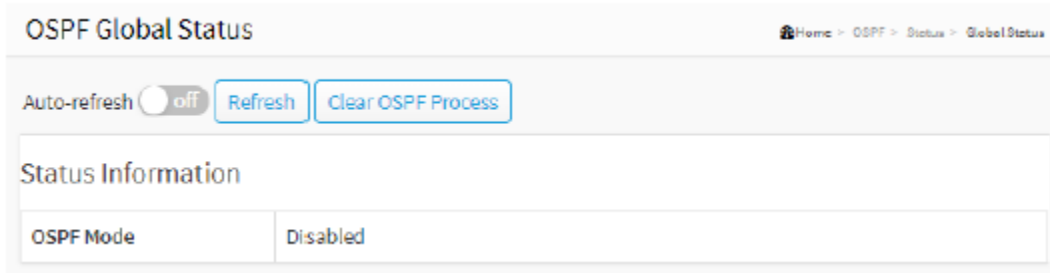 OSPF Global Status
Home > OSPF > Status > Global Status
Auto-refresh off Refresh Clear OSPF Process
Status Information
OSPF Mode Disabled